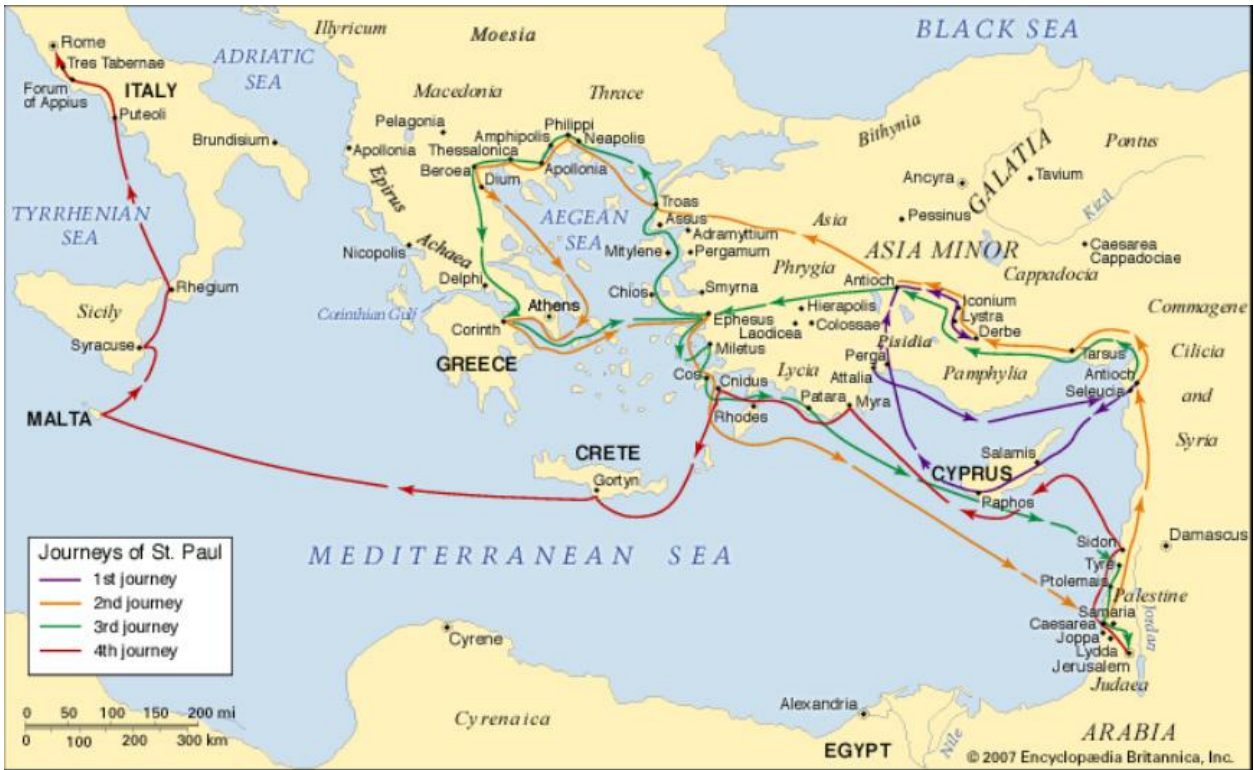 Illyricum
Moesia
BLACK SEA
Rome
Tres Tabernae
ADRIATIC
SEA
Forum
of Appius
ITALY
Puteoli
Macedonia
Thrace
Pelagonia
Philippi
Amphipolis
Neapolis
Brundisium
Apollonia
Thessalonica
Beroea
Apollonia
Dium
Epirus
Bithynia
Pontus
GALATIA
Ancyra
Tavium
Kizil
Pessinus
TYRRHENIAN
SEA
AEGEAN
SEA
Troas
Assus
Adramyttium
Mitylene
Pergamum
Asia
ASIA MINOR
Caesarea
Cappadociae
Nicopolis
Achaea
Phrygia
Cappadocia
Delphi
Antioch
Rhegium
Sicily
Chios
Smyrna
Iconium
Lystra
Derbe
Commagene
Corinthian Gulf
Athens
Hierapolis
Corinth
Ephesus
Laodicea
Colossae
Syracuse
GREECE
Miletus
Pisidia
Perga
Tarsus
Cilicia
Cos
Cnidus
Lycia
Attalia
Pamphylia
Antioch
Seleucia
and
MALTA
Rhodes
Patara
Myra
Syria
CRETE
Gortyn
Salamis
CYPRUS
Raphos
Journeys of St. Paul
1st journey
2nd journey
3rd journey
4th journey
MEDITERRANEAN SEA
Sidon
Damascus
Tyre
Ptolemais
Palestine
Samaria
Caesarea
Jordan
Joppa
Lydda
Jerusalem
Judaea
Cyrene
0 50 100 150 200 mi
0 100 200 300 km
Cyrenaica
Alexandria
EGYPT
Nile
ARABIA
© 2007 Encyclopædia Britannica, Inc.